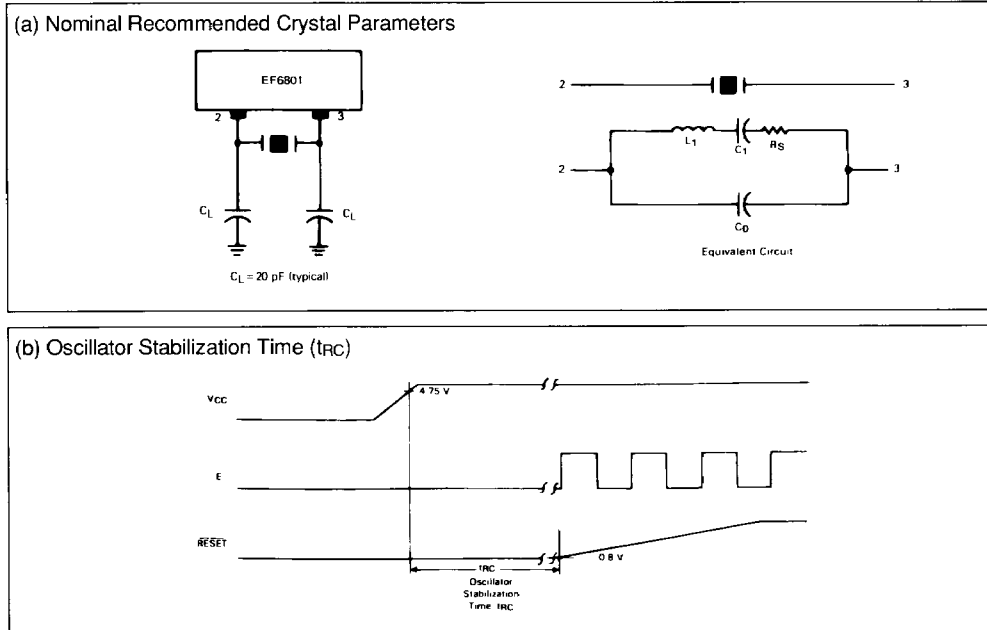 (a) Nominal Recommended Crystal Parameters
EF6801
2 3
2 3
L1 C1 RS
2 3
C0
CL CL
Equivalent Circuit
CL = 20 pF (typical)
(b) Oscillator Stabilization Time (tRC)
VCC
4.75 V
E
RESET
0.8 V
tRC
Oscillator
Stabilization
Time tRC